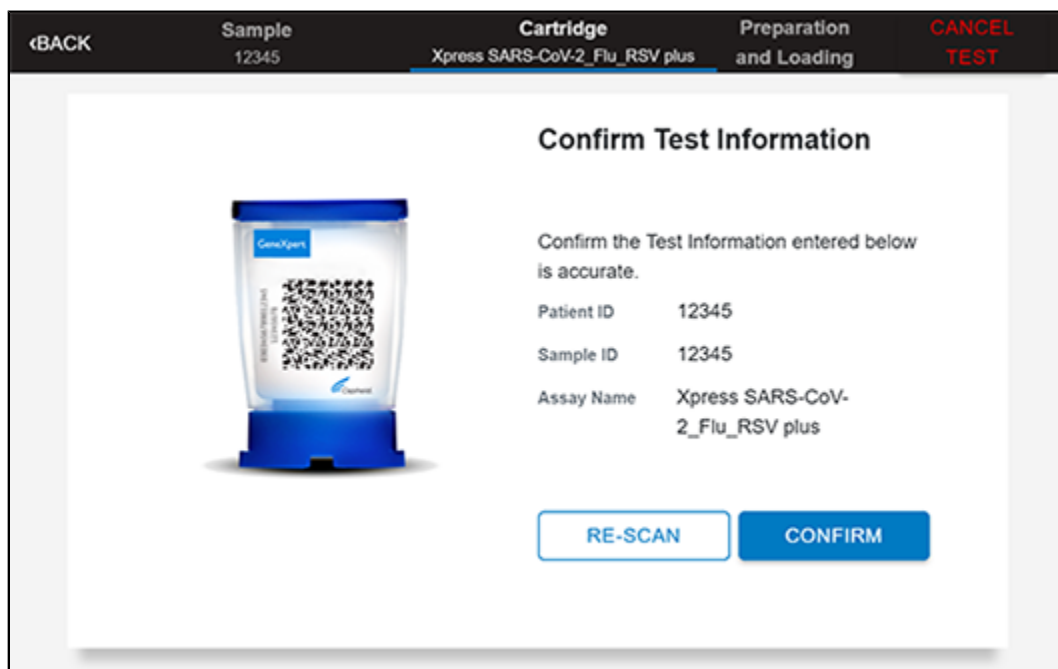 ‹BACK
Sample
12345
Cartridge
Xpress SARS-CoV-2_Flu_RSV plus
Preparation
and Loading
CANCEL
TEST
Confirm Test Information
GeneXpert
Cepheid
Confirm the Test Information entered below
is accurate.
Patient ID 12345
Sample ID 12345
Assay Name Xpress SARS-CoV-
2_Flu_RSV plus
RE-SCAN
CONFIRM